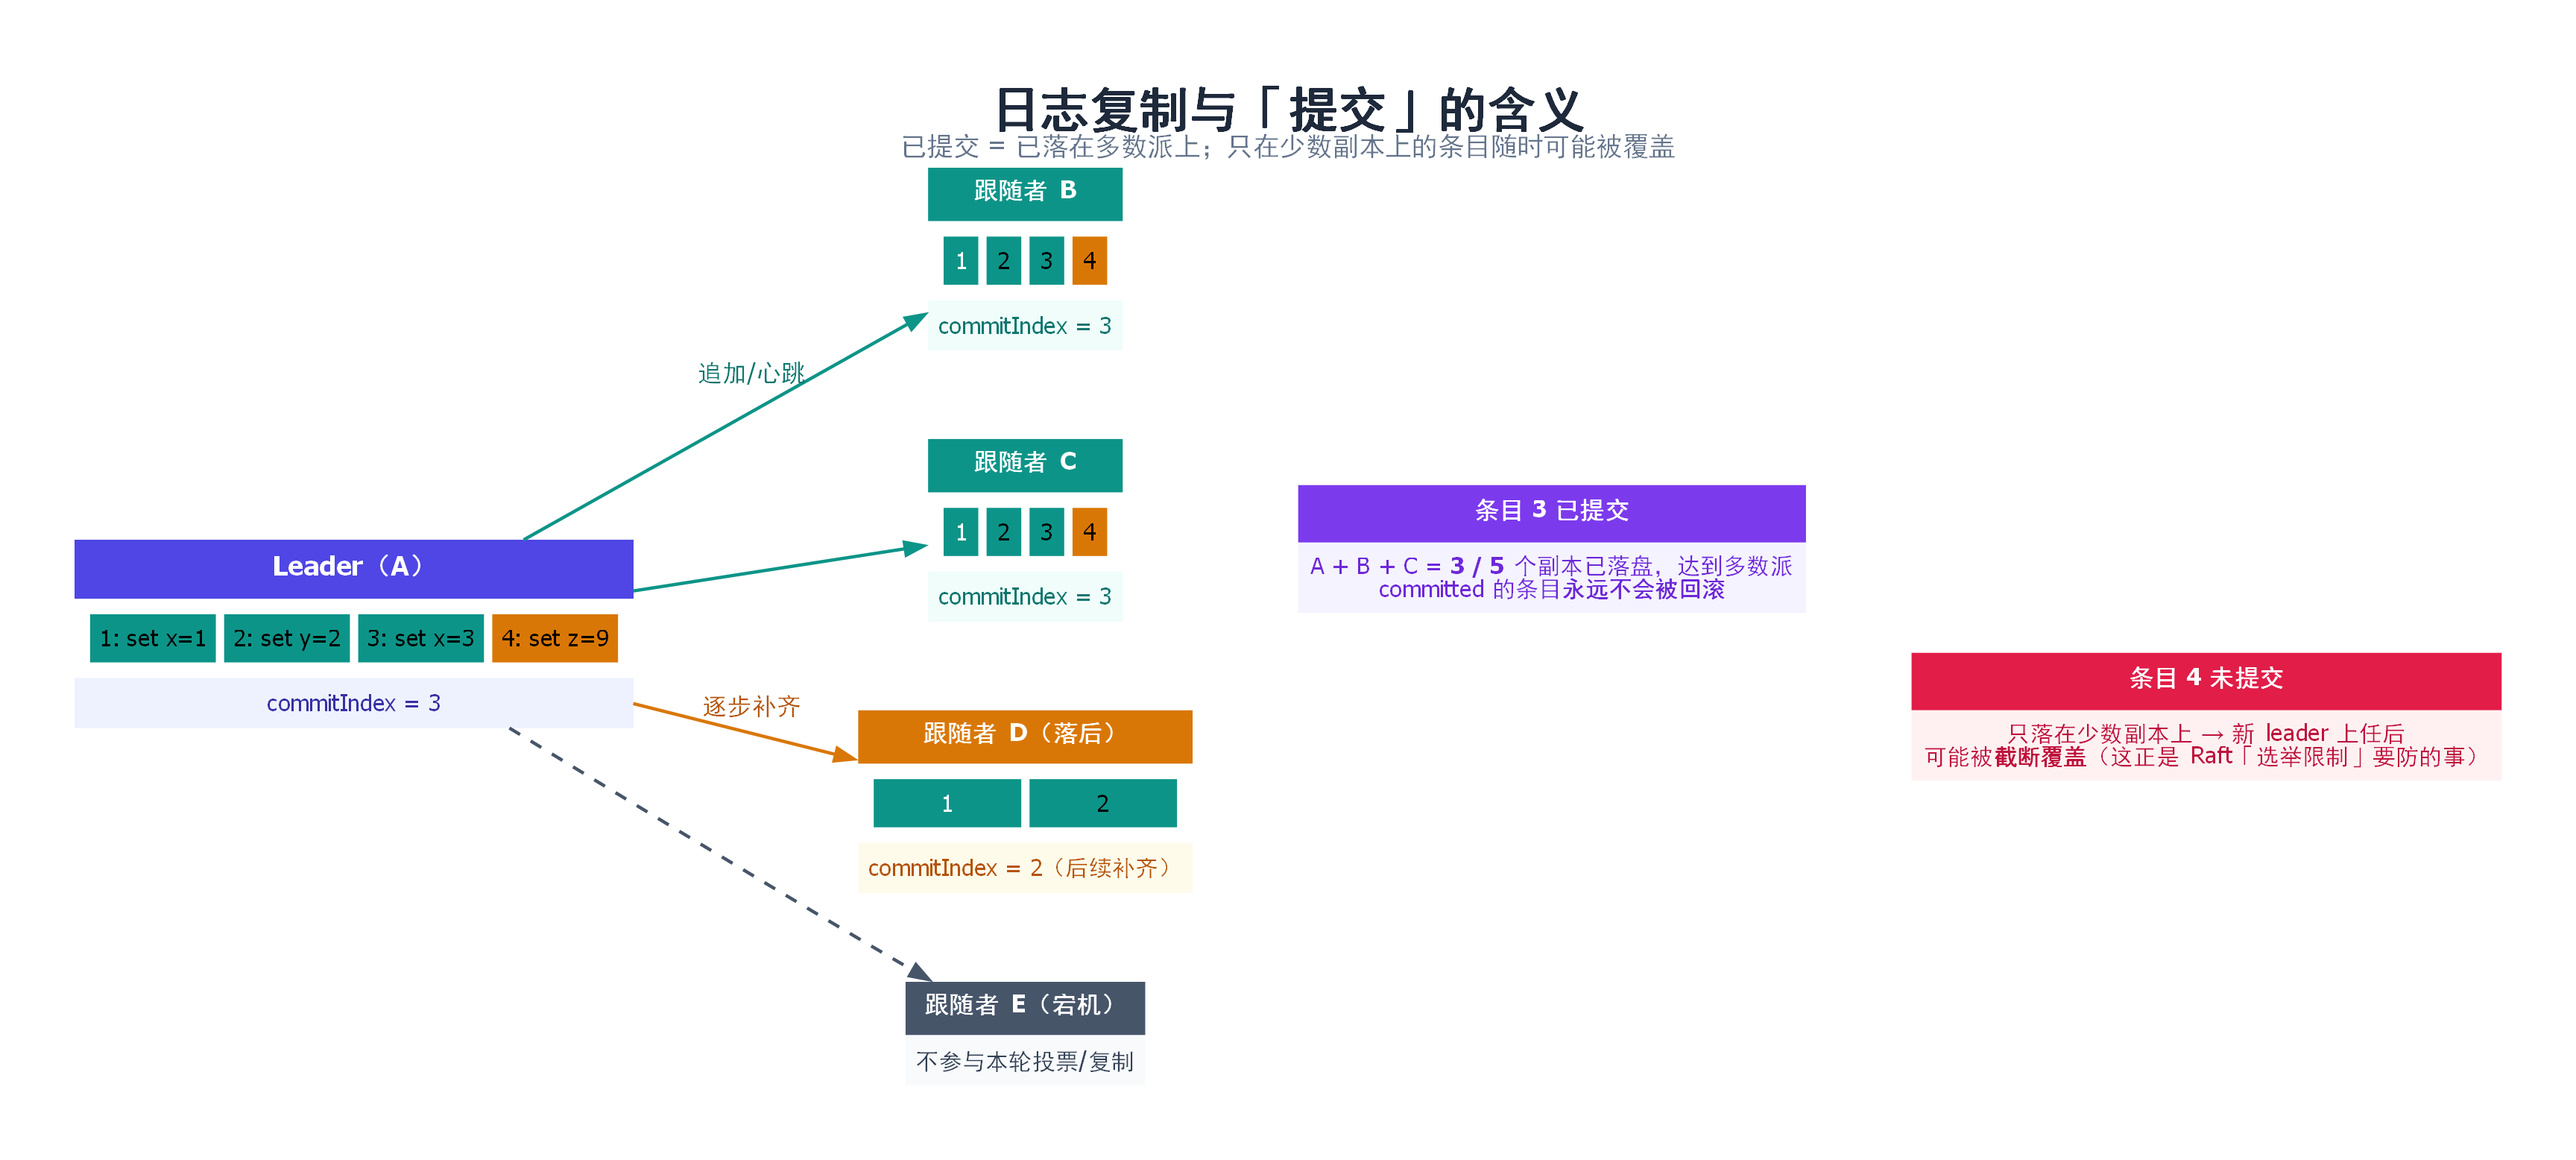 日志复制与「提交」的含义
已提交 = 已落在多数派上；只在少数副本上的条目随时可能被覆盖
跟随者 B
1 2 3 4
commitIndex = 3
追加/心跳
跟随者 C
1 2 3 4
commitIndex = 3
Leader（A）
1: set x=1 2: set y=2 3: set x=3 4: set z=9
commitIndex = 3
条目 3 已提交
A + B + C = 3 / 5 个副本已落盘，达到多数派
committed 的条目永远不会被回滚
条目 4 未提交
只落在少数副本上 → 新 leader 上任后
可能被截断覆盖（这正是 Raft「选举限制」要防的事）
逐步补齐
跟随者 D（落后）
1 2
commitIndex = 2（后续补齐）
跟随者 E（宕机）
不参与本轮投票/复制